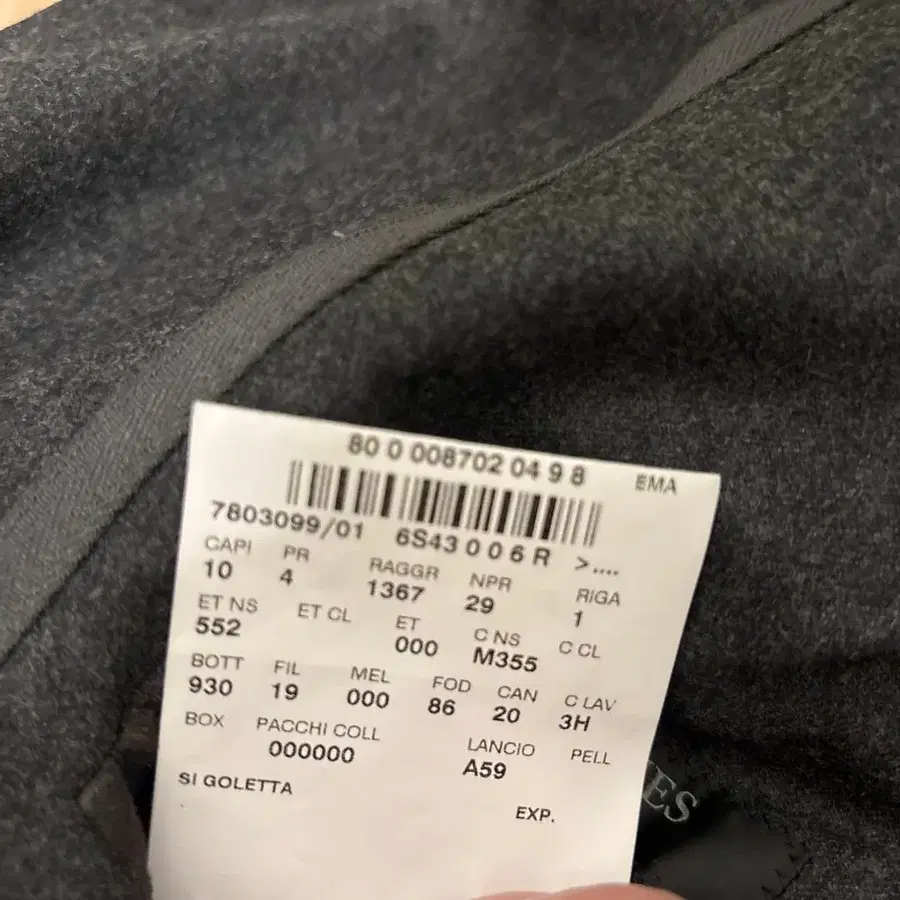 80 0 008702 04 9 8 EMA
7803099/01 6S43 0 0 6 R >....
CAPI PR RAGGR NPR RIGA
10 4 1367 29 1
ET NS ET CL ET C NS C CL
552 000 M355
BOTT FIL MEL FOD CAN C LAV
930 19 000 86 20 3H
BOX PACCHI COLL LANCIO PELL
000000 A59
SI GOLETTA EXP.